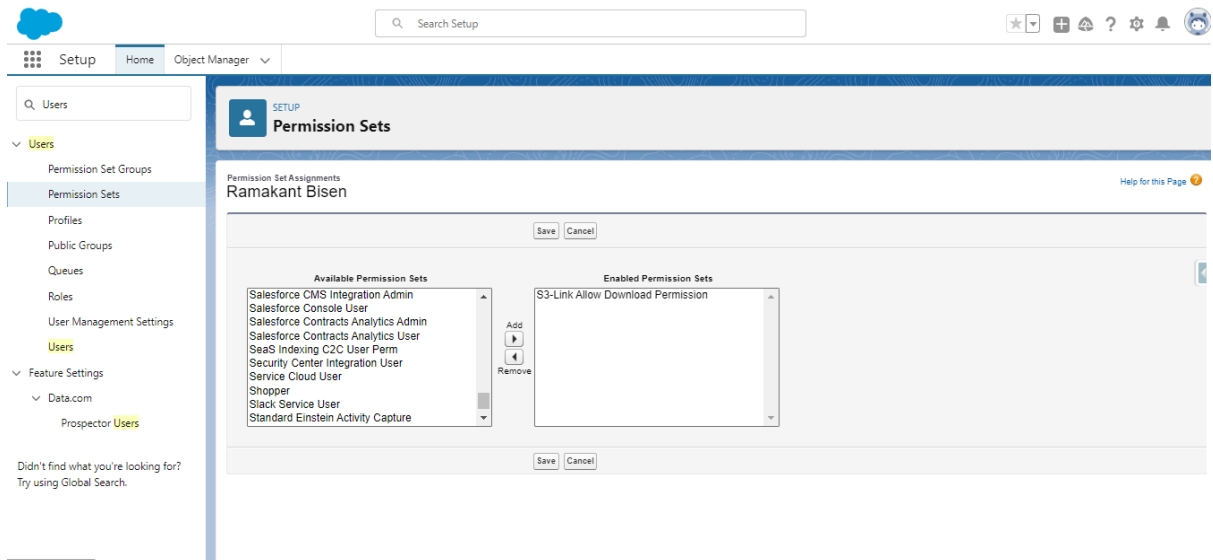 Search Setup
Setup
Home
Object Manager
Users
Users
Permission Set Groups
Permission Sets
Profiles
Public Groups
Queues
Roles
User Management Settings
Users
Feature Settings
Data.com
Prospector Users
Didn't find what you're looking for?
Try using Global Search.
SETUP
Permission Sets
Permission Set Assignments
Ramakant Bisen
Help for this Page
Save Cancel
Available Permission Sets
Salesforce CMS Integration Admin
Salesforce Console User
Salesforce Contracts Analytics Admin
Salesforce Contracts Analytics User
SeaS Indexing C2C User Perm
Security Center Integration User
Service Cloud User
Shopper
Slack Service User
Standard Einstein Activity Capture
Add
Remove
Enabled Permission Sets
S3-Link Allow Download Permission
Save Cancel